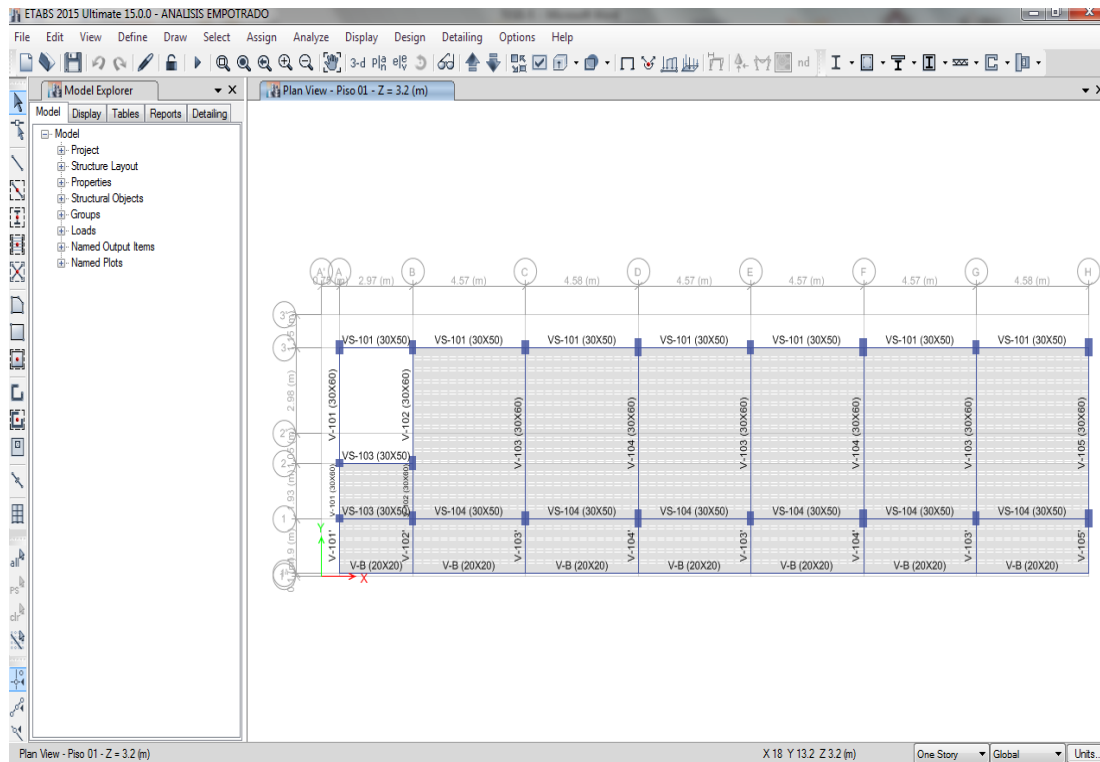 ETABS 2015 Ultimate 15.0.0 - ANALISIS EMPOTRADO
File Edit View Define Draw Select Assign Analyze Display Design Detailing Options Help
3-d nd
Model Explorer
Plan View - Piso 01 - Z = 3.2 (m)
Model Display Tables Reports Detailing
Model
Project
Structure Layout
Properties
Structural Objects
Groups
Loads
Named Output Items
Named Plots
all
clr
A' A B C D E F G H
2.97 (m) 4.57 (m) 4.58 (m) 4.57 (m) 4.57 (m) 4.57 (m) 4.58 (m)
3'
VS-101 (30X50) VS-101 (30X50) VS-101 (30X50) VS-101 (30X50) VS-101 (30X50) VS-101 (30X50) VS-101 (30X50)
3
2.98 (m)
V-101 (30X60) V-102 (30X60) V-103 (30X60) V-104 (30X60) V-103 (30X60) V-104 (30X60) V-103 (30X60) V-105 (30X60)
2'
VS-103 (30X50)
2
V-101 (30X60)
VS-103 (30X50) VS-104 (30X50) VS-104 (30X50) VS-104 (30X50) VS-104 (30X50) VS-104 (30X50) VS-104 (30X50)
1
Y
V-101' V-102' V-103' V-104' V-103' V-104' V-103' V-105'
V-B (20X20) V-B (20X20) V-B (20X20) V-B (20X20) V-B (20X20) V-B (20X20) V-B (20X20)
X
Plan View - Piso 01 - Z = 3.2 (m) X 18 Y 13.2 Z 3.2 (m) One Story Global Units...